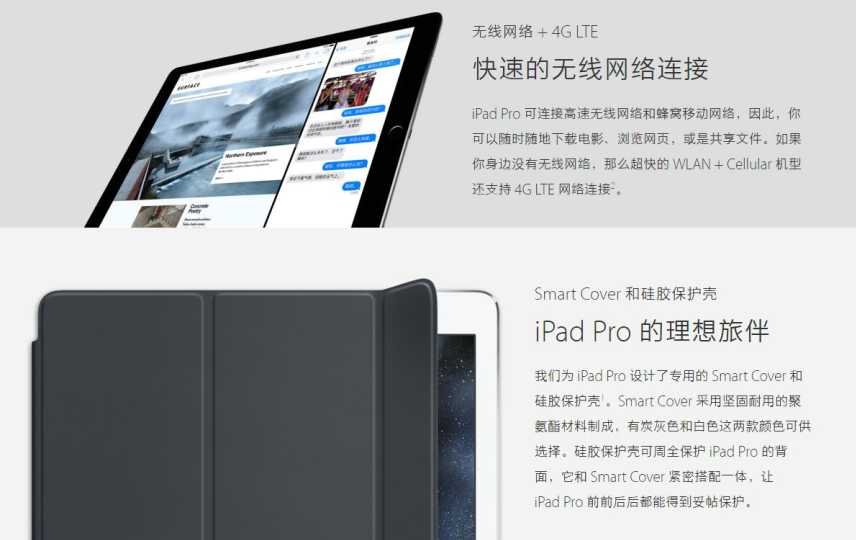 无线网络 + 4G LTE
快速的无线网络连接
iPad Pro 可连接高速无线网络和蜂窝移动网络，因此，你
可以随时随地下载电影、浏览网页，或是共享文件。如果
你身边没有无线网络，那么超快的 WLAN + Cellular 机型
还支持 4G LTE 网络连接²。
SURFACE
Northern Exposure
Concrete
Poetry
Smart Cover 和硅胶保护壳
iPad Pro 的理想旅伴
我们为 iPad Pro 设计了专用的 Smart Cover 和
硅胶保护壳¹。Smart Cover 采用坚固耐用的聚
氨酯材料制成，有炭灰色和白色这两款颜色可供
选择。硅胶保护壳可周全保护 iPad Pro 的背
面，它和 Smart Cover 紧密搭配一体，让
iPad Pro 前前后后都能得到妥帖保护。